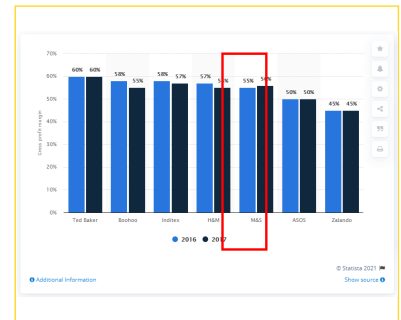 70%
60% 60% 58% 55% 58% 57% 57% 55% 56% 50% 50% 45% 45%
60%
50%
40%
30%
20%
10%
0%
Gross profit margin
Ted Baker Boohoo Inditex H&M M&S ASOS Zalando
2016 2017
© Statista 2021
Additional Information Show source